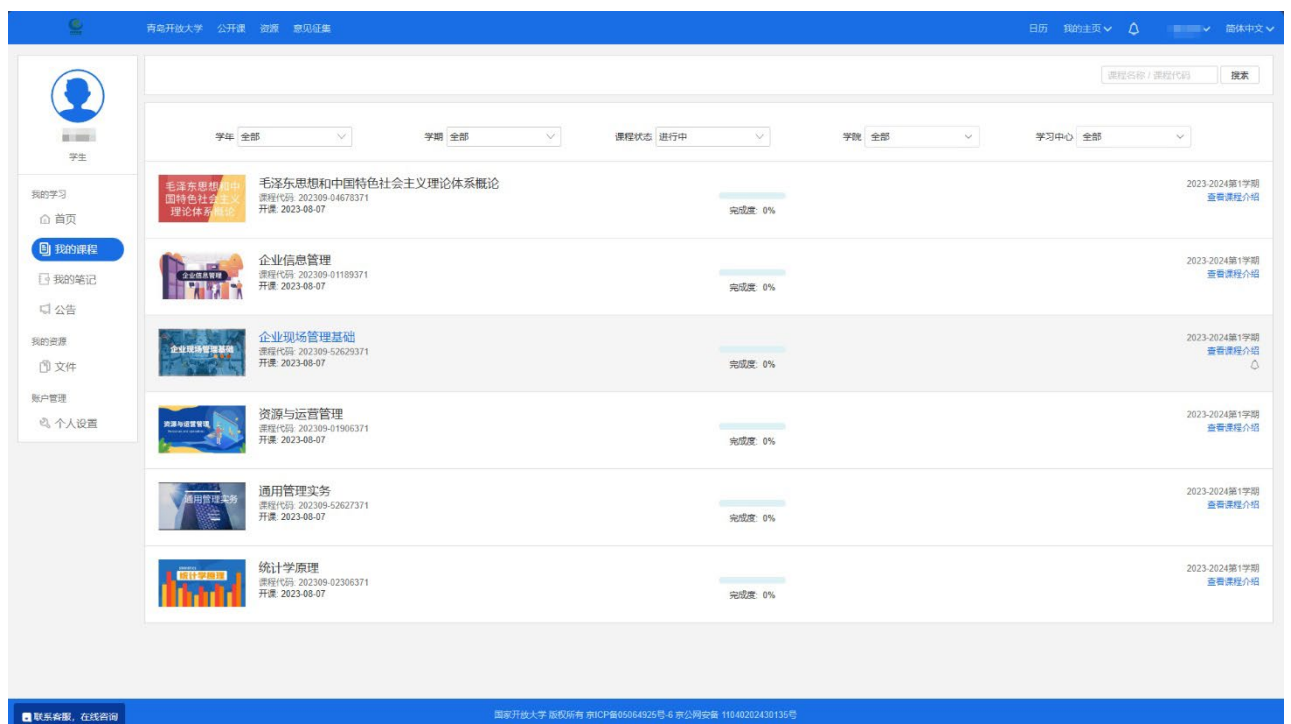 青岛开放大学 公开课 资源 意见征集 日历 我的主页 简体中文
课程名称 / 课程代码 搜索
学生
学年 全部 学期 全部 课程状态 进行中 学院 全部 学习中心 全部
我的学习
首页
我的课程
我的笔记
公告
我的资源
文件
账户管理
个人设置
毛泽东思想和中
国特色社会主义
理论体系概论
毛泽东思想和中国特色社会主义理论体系概论
课程代码: 202309-04678371
开课: 2023-08-07
完成度: 0%
2023-2024第1学期
查看课程介绍
企业信息管理
企业信息管理
课程代码: 202309-01189371
开课: 2023-08-07
完成度: 0%
2023-2024第1学期
查看课程介绍
企业现场管理基础
企业现场管理基础
课程代码: 202309-52629371
开课: 2023-08-07
完成度: 0%
2023-2024第1学期
查看课程介绍
资源与运营管理
资源与运营管理
课程代码: 202309-01906371
开课: 2023-08-07
完成度: 0%
2023-2024第1学期
查看课程介绍
通用管理实务
通用管理实务
课程代码: 202309-52627371
开课: 2023-08-07
完成度: 0%
2023-2024第1学期
查看课程介绍
统计学原理
统计学原理
课程代码: 202309-02306371
开课: 2023-08-07
完成度: 0%
2023-2024第1学期
查看课程介绍
联系客服，在线咨询
国家开放大学 版权所有 京ICP备05064925号-6 京公网安备 11040202430135号